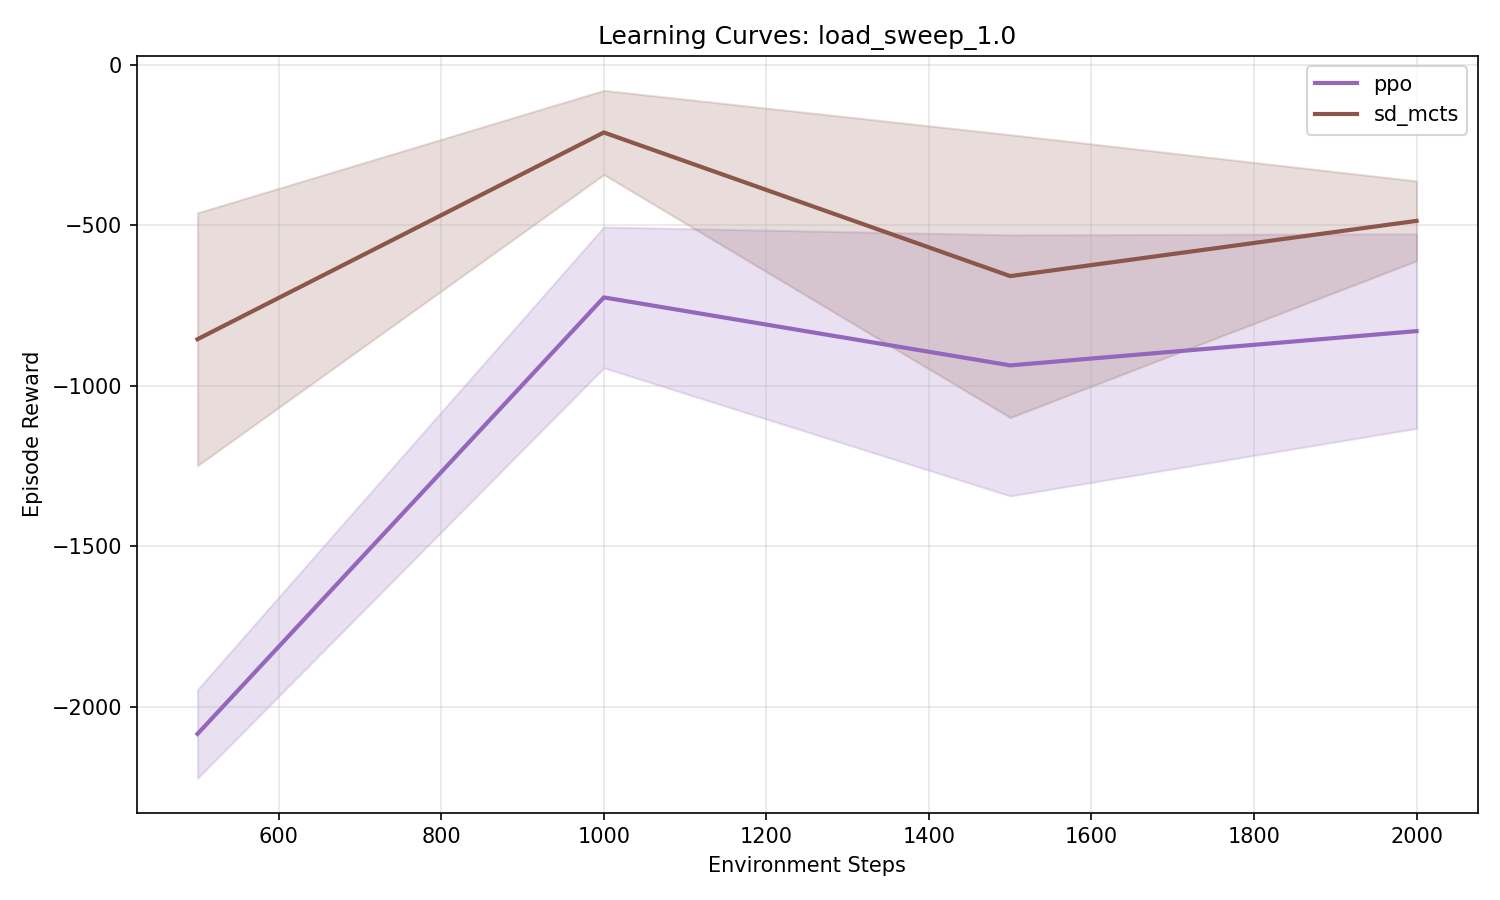 Learning Curves: load_sweep_1.0
ppo
sd_mcts
Episode Reward
0
−500
−1000
−1500
−2000
600 800 1000 1200 1400 1600 1800 2000
Environment Steps